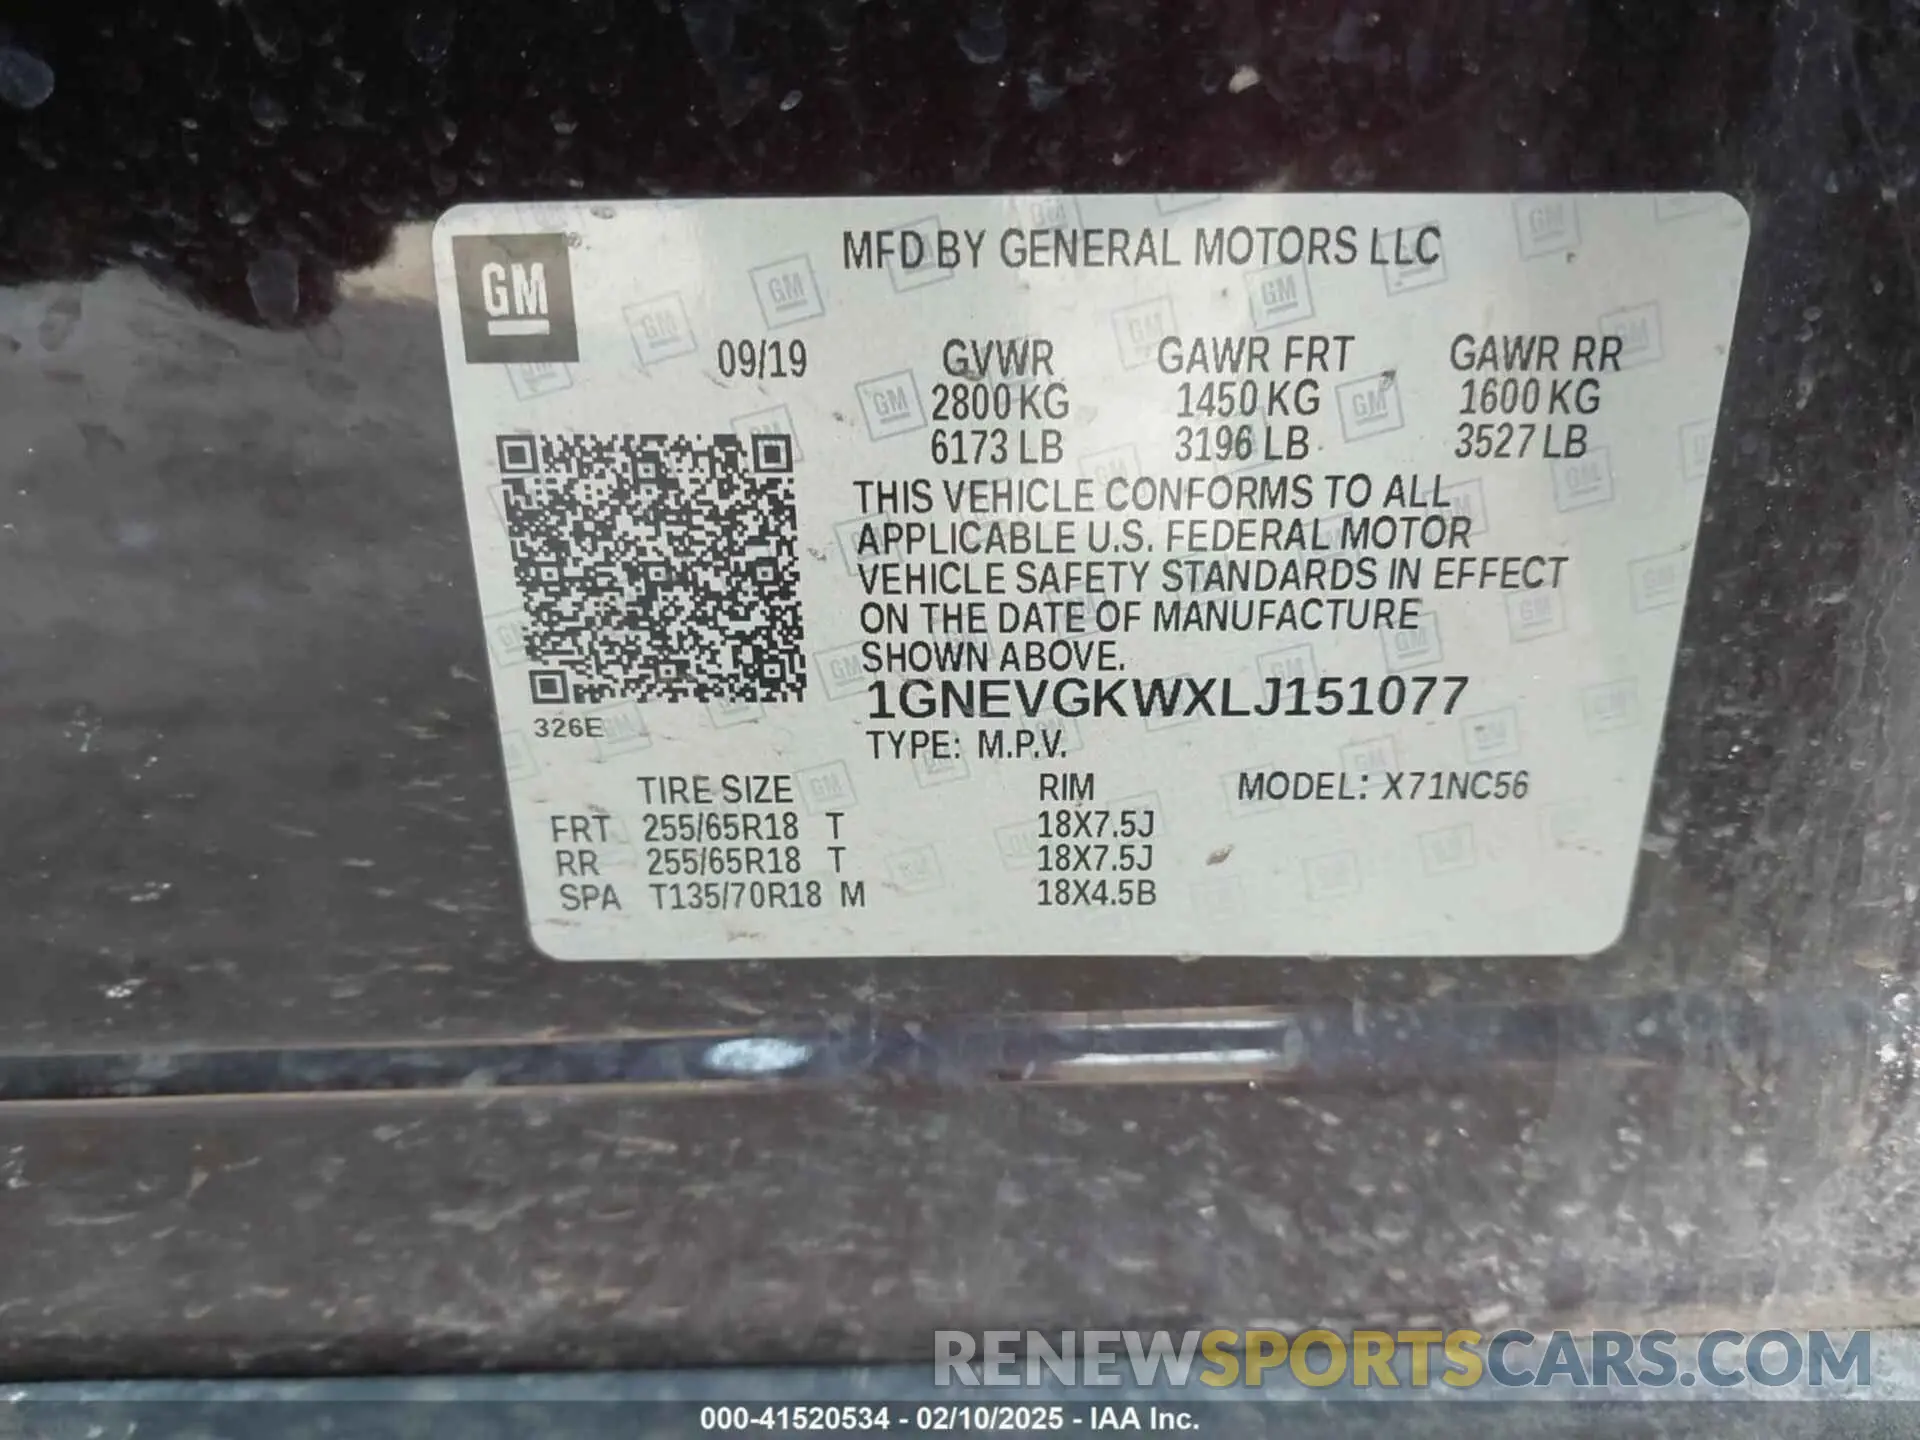 GM
MFD BY GENERAL MOTORS LLC
09/19 GVWR GAWR FRT GAWR RR
2800 KG 1450 KG 1600 KG
6173 LB 3196 LB 3527 LB
THIS VEHICLE CONFORMS TO ALL
APPLICABLE U.S. FEDERAL MOTOR
VEHICLE SAFETY STANDARDS IN EFFECT
ON THE DATE OF MANUFACTURE
SHOWN ABOVE.
1GNEVGKWXLJ151077
326E
TYPE: M.P.V.
TIRE SIZE RIM MODEL: X71NC56
FRT 255/65R18 T 18X7.5J
RR 255/65R18 T 18X7.5J
SPA T135/70R18 M 18X4.5B
RENEWSPORTSCARS.COM
000-41520534 - 02/10/2025 - IAA Inc.